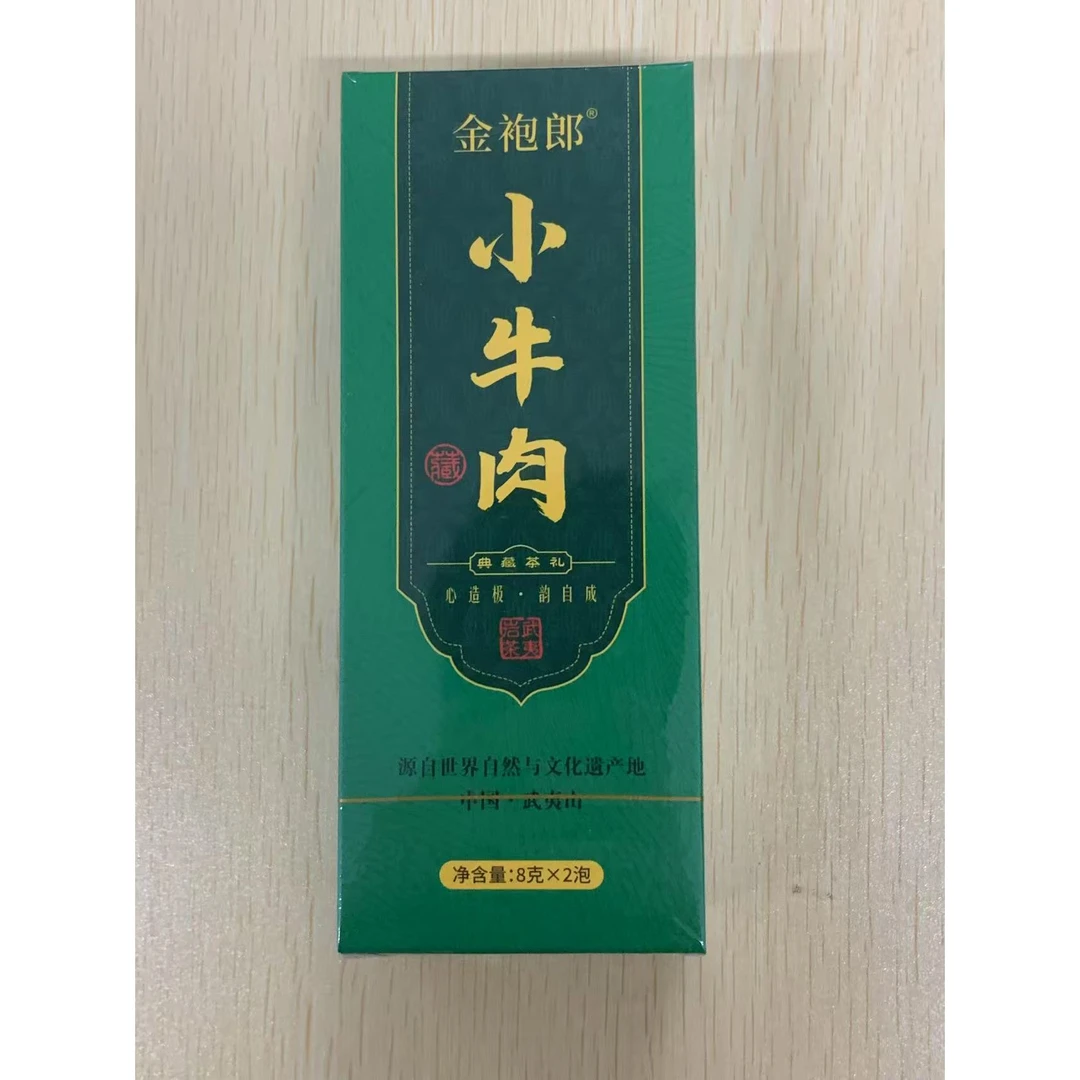 金袍郎®
小牛肉
藏
典藏茶礼
心造极·韵自成
武夷岩茶
源自世界自然与文化遗产地
中国·武夷山
净含量:8克×2泡